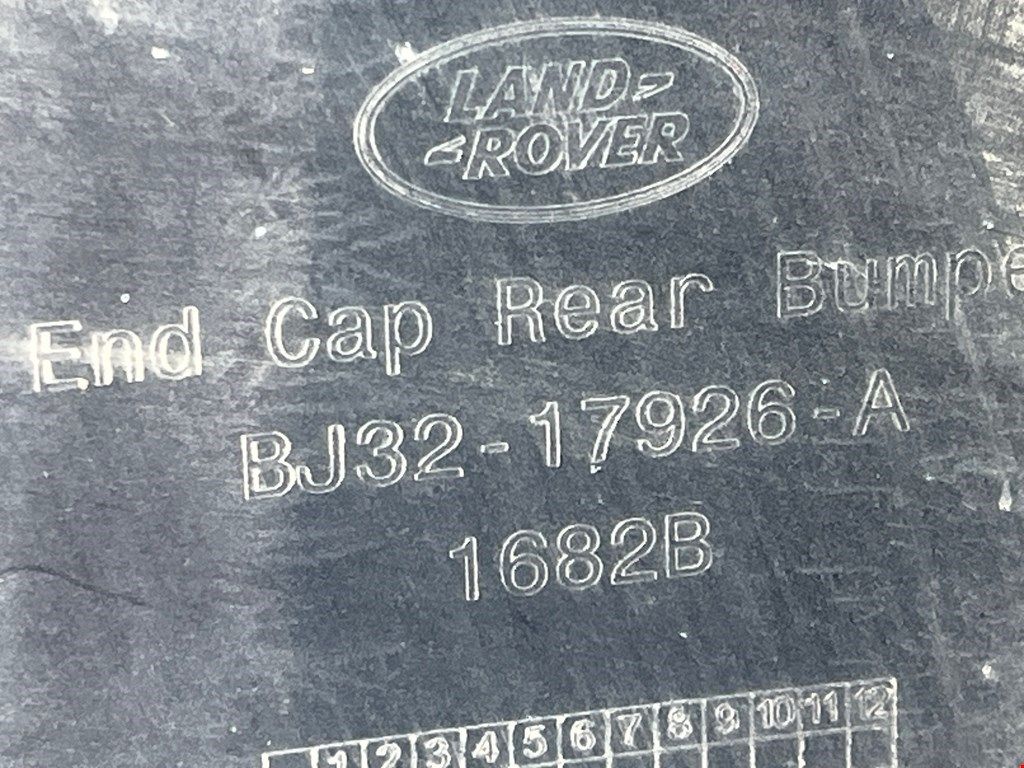 LAND
ROVER
End Cap Rear Bumpe
BJ32-17926-A
1682B
1 2 3 4 5 6 7 8 9 10 11 12